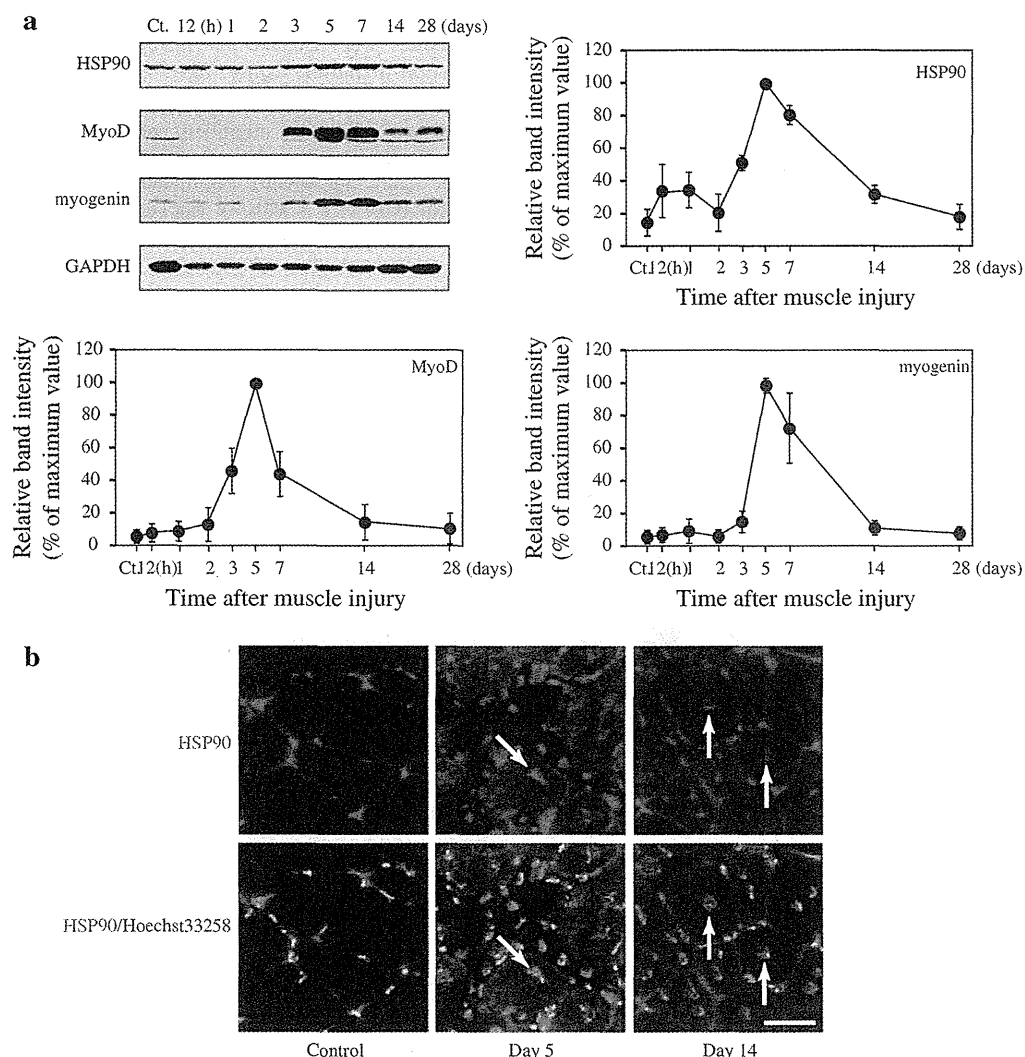 a
Ct. 12 (h) 1 2 3 5 7 14 28 (days)
HSP90
MyoD
myogenin
GAPDH
Relative band intensity
(% of maximum value)
120
100
80
60
40
20
0
HSP90
Ct.12(h)1 2 3 5 7 14 28 (days)
Time after muscle injury
Relative band intensity
(% of maximum value)
120
100
80
60
40
20
0
MyoD
Ct.12(h)1 2 3 5 7 14 28 (days)
Time after muscle injury
Relative band intensity
(% of maximum value)
120
100
80
60
40
20
0
myogenin
Ct.12(h)1 2 3 5 7 14 28 (days)
Time after muscle injury
b
HSP90
HSP90/Hoechst33258
Control Day 5 Day 14